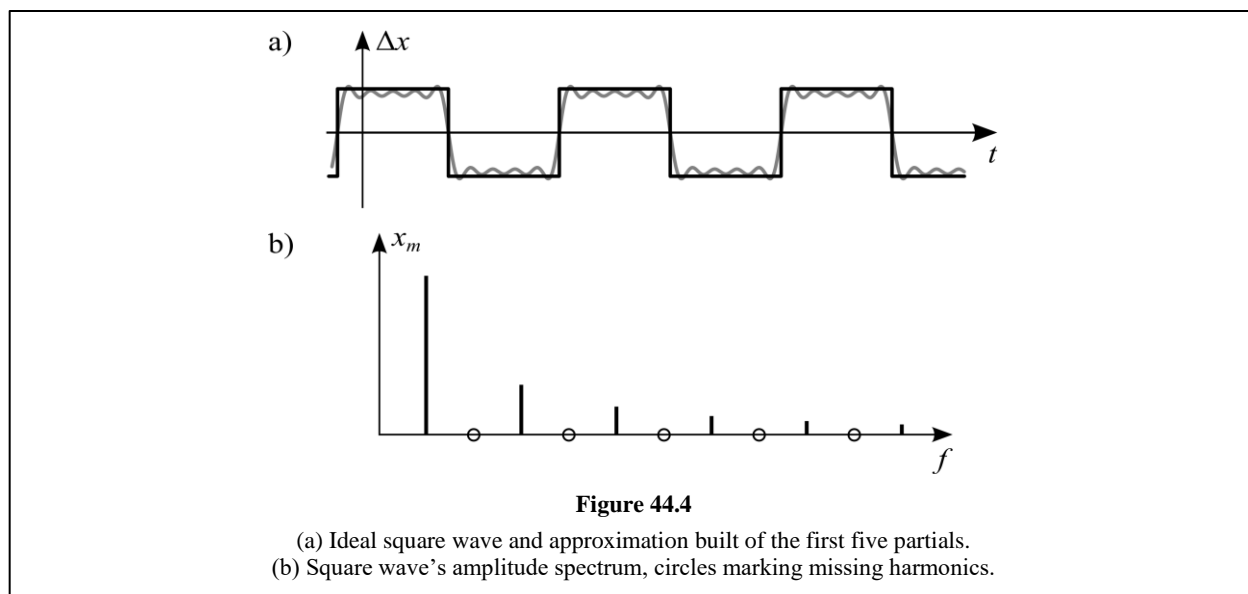 a)
Δx
t
b)
x_m
f
Figure 44.4
(a) Ideal square wave and approximation built of the first five partials.
(b) Square wave’s amplitude spectrum, circles marking missing harmonics.